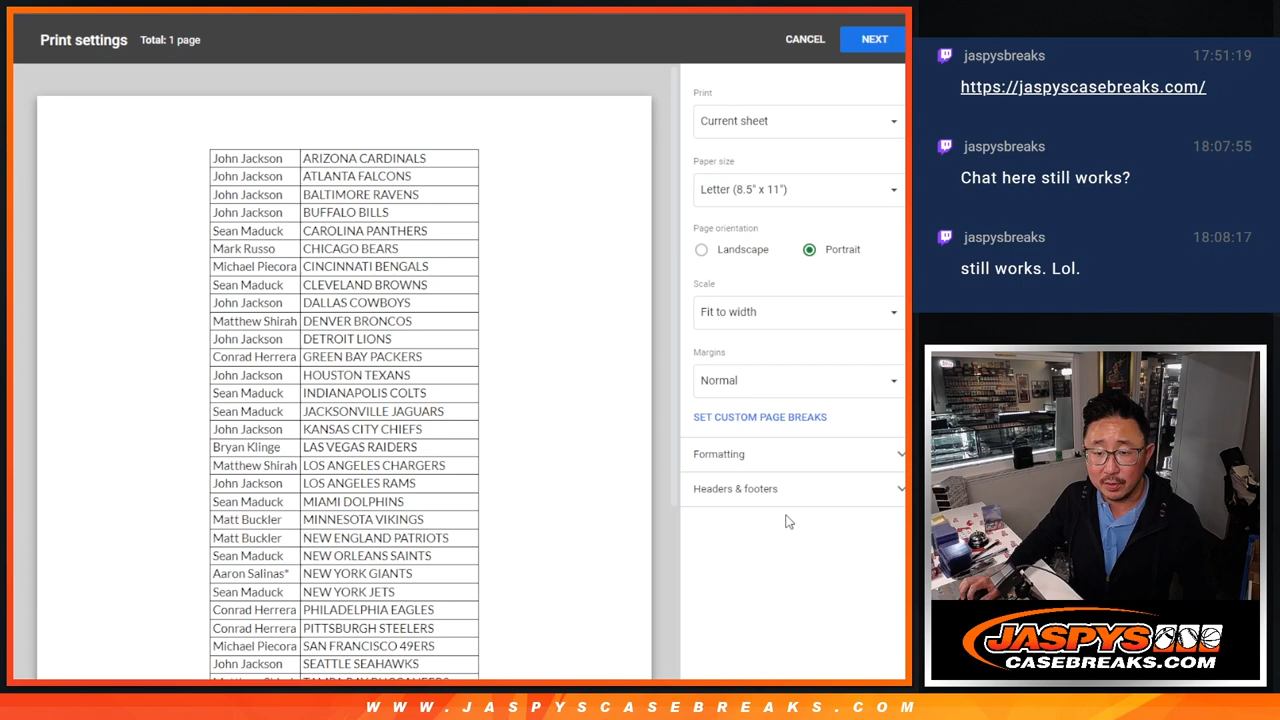 Print settings Total: 1 page CANCEL NEXT
John Jackson ARIZONA CARDINALS
John Jackson ATLANTA FALCONS
John Jackson BALTIMORE RAVENS
John Jackson BUFFALO BILLS
Sean Maduck CAROLINA PANTHERS
Mark Russo CHICAGO BEARS
Michael Piecora CINCINNATI BENGALS
Sean Maduck CLEVELAND BROWNS
John Jackson DALLAS COWBOYS
Matthew Shirah DENVER BRONCOS
John Jackson DETROIT LIONS
Conrad Herrera GREEN BAY PACKERS
John Jackson HOUSTON TEXANS
Sean Maduck INDIANAPOLIS COLTS
Sean Maduck JACKSONVILLE JAGUARS
John Jackson KANSAS CITY CHIEFS
Bryan Klinge LAS VEGAS RAIDERS
Matthew Shirah LOS ANGELES CHARGERS
John Jackson LOS ANGELES RAMS
Sean Maduck MIAMI DOLPHINS
Matt Buckler MINNESOTA VIKINGS
Matt Buckler NEW ENGLAND PATRIOTS
Sean Maduck NEW ORLEANS SAINTS
Aaron Salinas* NEW YORK GIANTS
Sean Maduck NEW YORK JETS
Conrad Herrera PHILADELPHIA EAGLES
Conrad Herrera PITTSBURGH STEELERS
Michael Piecora SAN FRANCISCO 49ERS
John Jackson SEATTLE SEAHAWKS
Print
Current sheet
Paper size
Letter (8.5" x 11")
Page orientation
Landscape Portrait
Scale
Fit to width
Margins
Normal
SET CUSTOM PAGE BREAKS
Formatting
Headers & footers
jaspysbreaks 17:51:19
https://jaspyscasebreaks.com/
jaspysbreaks 18:07:55
Chat here still works?
jaspysbreaks 18:08:17
still works. Lol.
JASPYS
CASEBREAKS.COM
WWW.JASPYSCASEBREAKS.COM